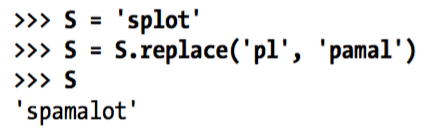 >>> S = 'splot'
>>> S = S.replace('pl', 'pamal')
>>> S
'spamalot'